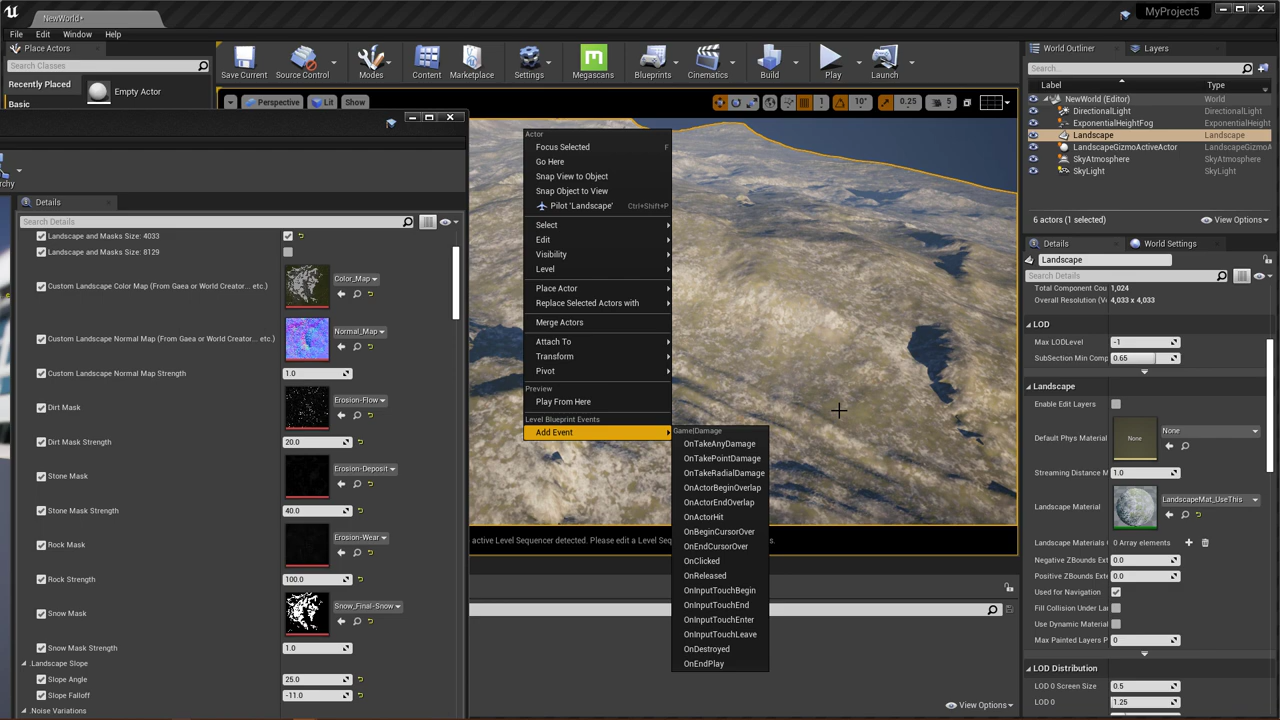 NewWorld•
MyProject5
File
Edit
Window
Help
Place Actors
Search Classes
Recently Placed
Basic
Empty Actor
Save Current
Source Control
Modes
Content
Marketplace
Settings
Megascans
Blueprints
Cinematics
Build
Play
Launch
Perspective
Lit
Show
1
10°
0.25
5
Details
Search Details
Landscape and Masks Size: 4033
Landscape and Masks Size: 8129
Custom Landscape Color Map (From Gaea or World Creator... etc.)
Color_Map
Custom Landscape Normal Map (From Gaea or World Creator... etc.)
Normal_Map
Custom Landscape Normal Map Strength
1.0
Dirt Mask
Erosion-Flow
Dirt Mask Strength
20.0
Stone Mask
Erosion-Deposit
Stone Mask Strength
40.0
Rock Mask
Erosion-Wear
Rock Strength
100.0
Snow Mask
Snow_Final-Snow
Snow Mask Strength
1.0
Landscape Slope
Slope Angle
25.0
Slope Falloff
-11.0
Noise Variations
Actor
Focus Selected F
Go Here
Snap View to Object
Snap Object to View
Pilot 'Landscape' Ctrl+Shift+P
Select
Edit
Visibility
Level
Place Actor
Replace Selected Actors with
Merge Actors
Attach To
Transform
Pivot
Preview
Play From Here
Level Blueprint Events
Add Event
Game|Damage
OnTakeAnyDamage
OnTakePointDamage
OnTakeRadialDamage
OnActorBeginOverlap
OnActorEndOverlap
OnActorHit
OnBeginCursorOver
OnEndCursorOver
OnClicked
OnReleased
OnInputTouchBegin
OnInputTouchEnd
OnInputTouchEnter
OnInputTouchLeave
OnDestroyed
OnEndPlay
active Level Sequencer detected. Please edit a Level Seq
View Options
World Outliner
Layers
Search...
Label
Type
NewWorld (Editor) World
DirectionalLight DirectionalLight
ExponentialHeightFog ExponentialHeight
Landscape Landscape
LandscapeGizmoActiveActor LandscapeGizmoA
SkyAtmosphere SkyAtmosphere
SkyLight SkyLight
6 actors (1 selected)
View Options
Details
World Settings
Landscape
Search Details
Total Component Cou 1,024
Overall Resolution (V 4,033 x 4,033
LOD
Max LODLevel -1
SubSection Min Comp 0.65
Landscape
Enable Edit Layers
Default Phys Material
None
None
Streaming Distance M 1.0
Landscape Material
LandscapeMat_UseThis
Landscape Materials 0 Array elements
Negative ZBounds Ext 0.0
Positive ZBounds Exte 0.0
Used for Navigation
Fill Collision Under La
Use Dynamic Material
Max Painted Layers P 0
LOD Distribution
LOD 0 Screen Size 0.5
LOD 0 1.25